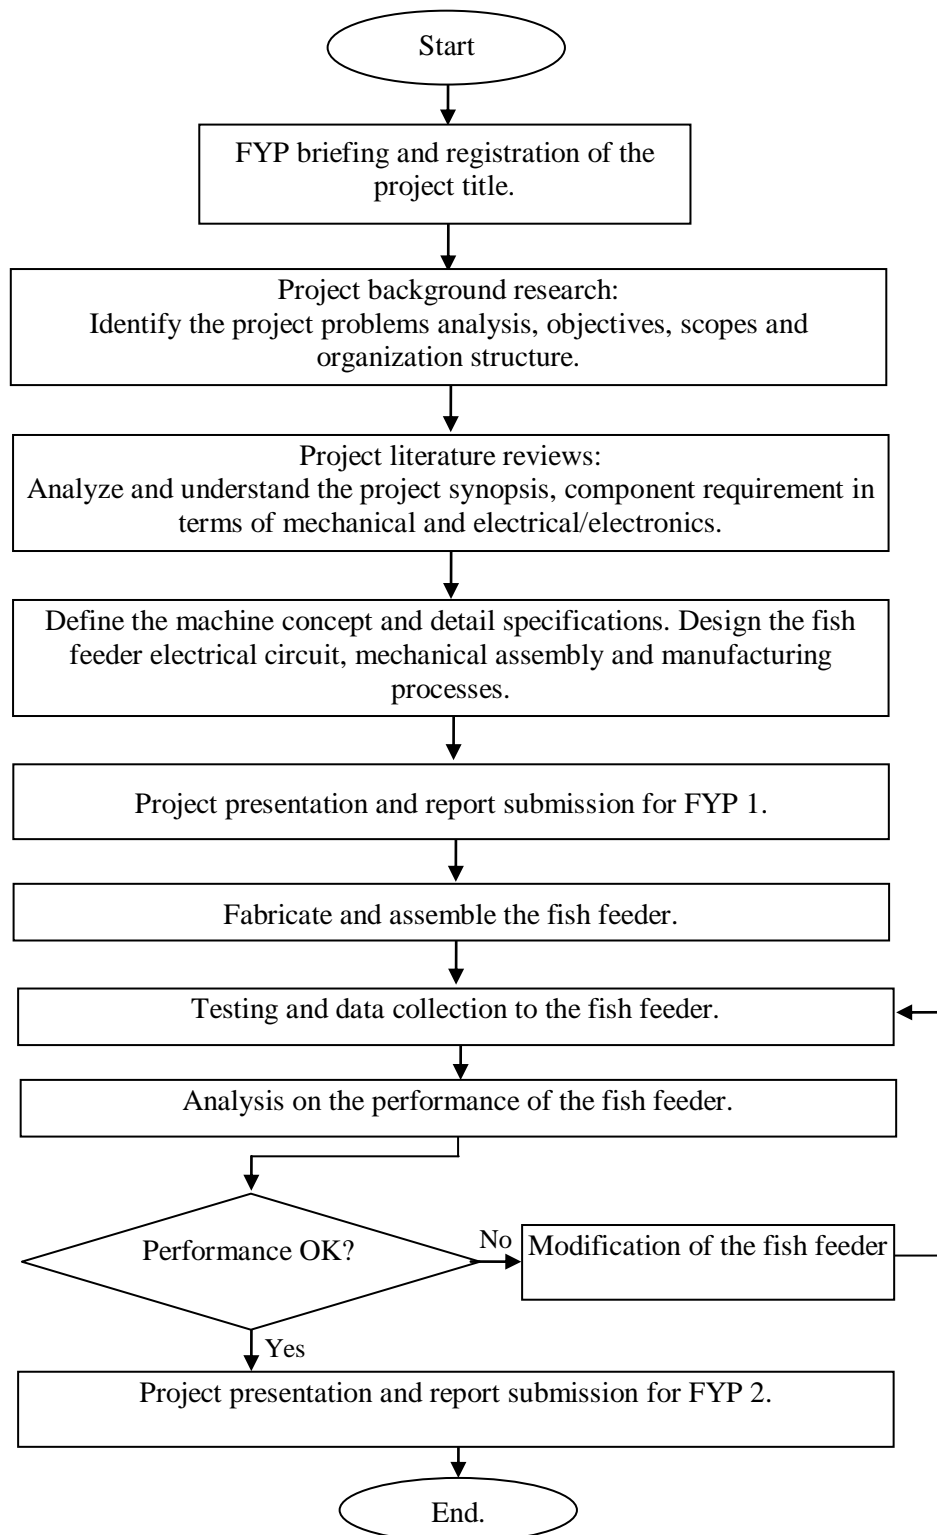 Start
FYP briefing and registration of the
project title.
Project background research:
Identify the project problems analysis, objectives, scopes and
organization structure.
Project literature reviews:
Analyze and understand the project synopsis, component requirement in
terms of mechanical and electrical/electronics.
Define the machine concept and detail specifications. Design the fish
feeder electrical circuit, mechanical assembly and manufacturing
processes.
Project presentation and report submission for FYP 1.
Fabricate and assemble the fish feeder.
Testing and data collection to the fish feeder.
Analysis on the performance of the fish feeder.
Performance OK?
No
Modification of the fish feeder
Yes
Project presentation and report submission for FYP 2.
End.